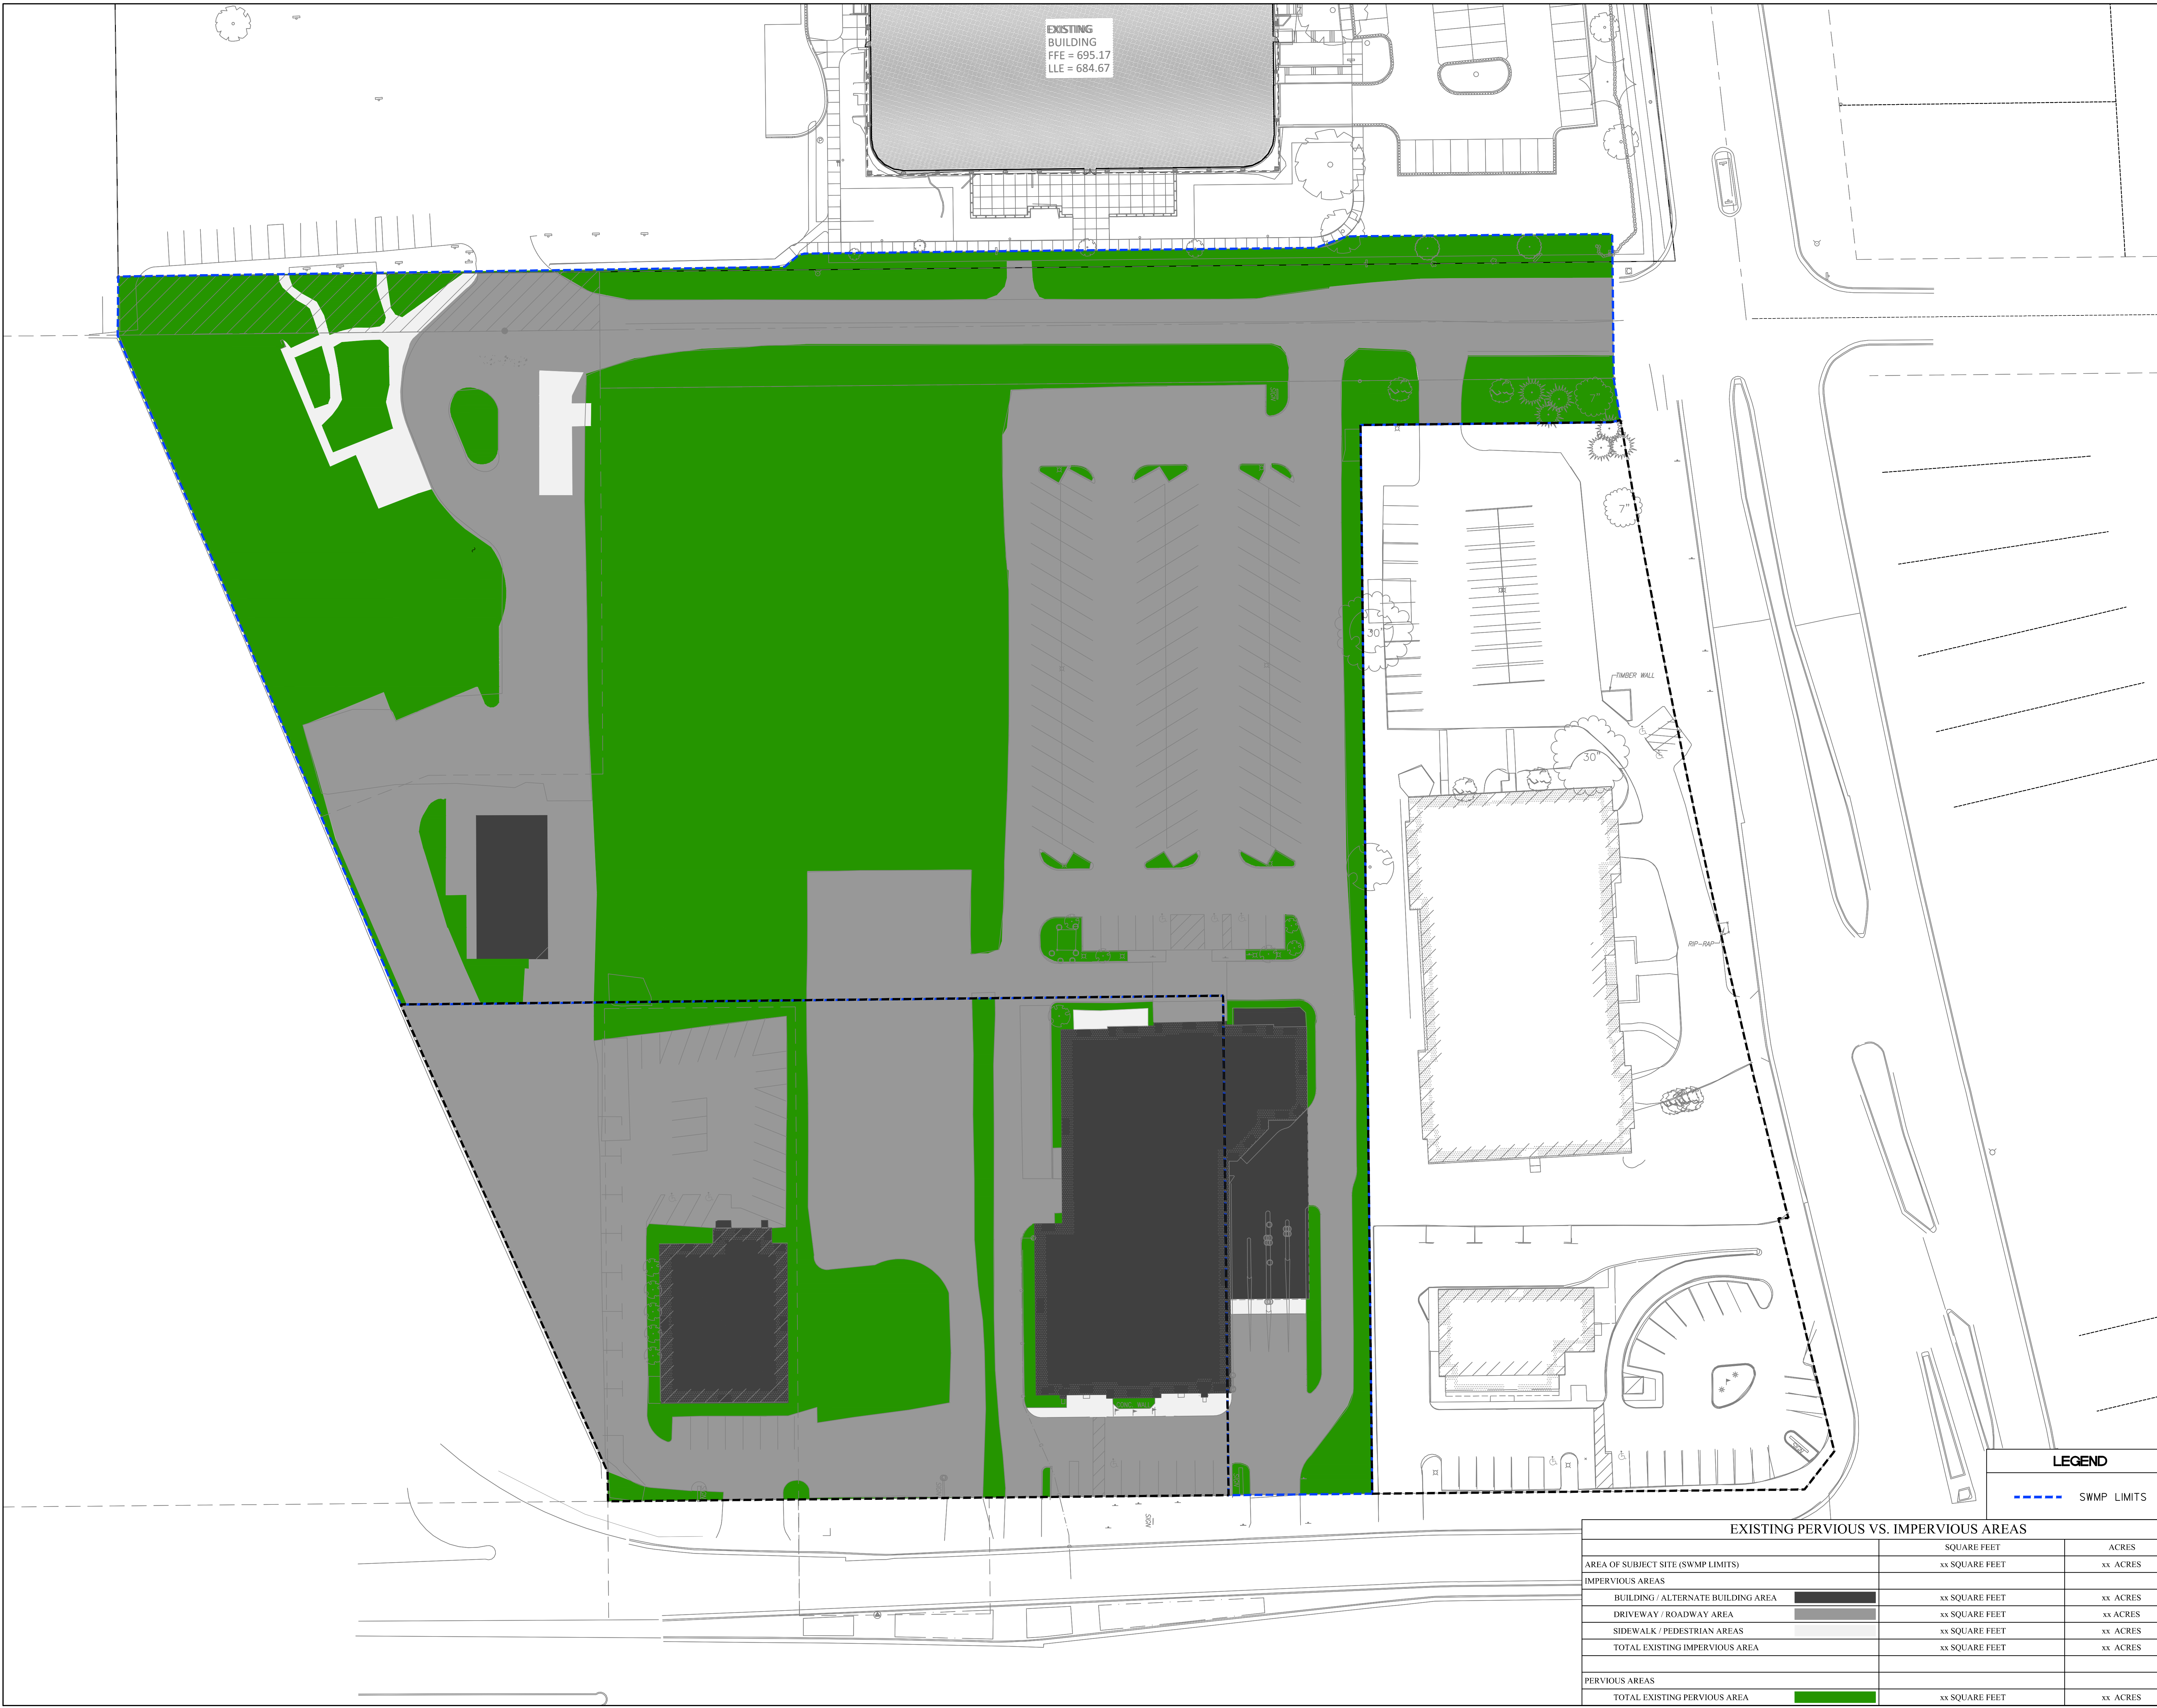 EXISTING
BUILDING
FFE = 695.17
LLE = 684.67
7"
7"
30"
TIMBER WALL
30"
RIP-RAP
SIGN
LEGEND
SWMP LIMITS
EXISTING PERVIOUS VS. IMPERVIOUS AREAS
SQUARE FEET ACRES
AREA OF SUBJECT SITE (SWMP LIMITS) xx SQUARE FEET xx ACRES
IMPERVIOUS AREAS
BUILDING / ALTERNATE BUILDING AREA xx SQUARE FEET xx ACRES
DRIVEWAY / ROADWAY AREA xx SQUARE FEET xx ACRES
SIDEWALK / PEDESTRIAN AREAS xx SQUARE FEET xx ACRES
TOTAL EXISTING IMPERVIOUS AREA xx SQUARE FEET xx ACRES
PERVIOUS AREAS
TOTAL EXISTING PERVIOUS AREA xx SQUARE FEET xx ACRES